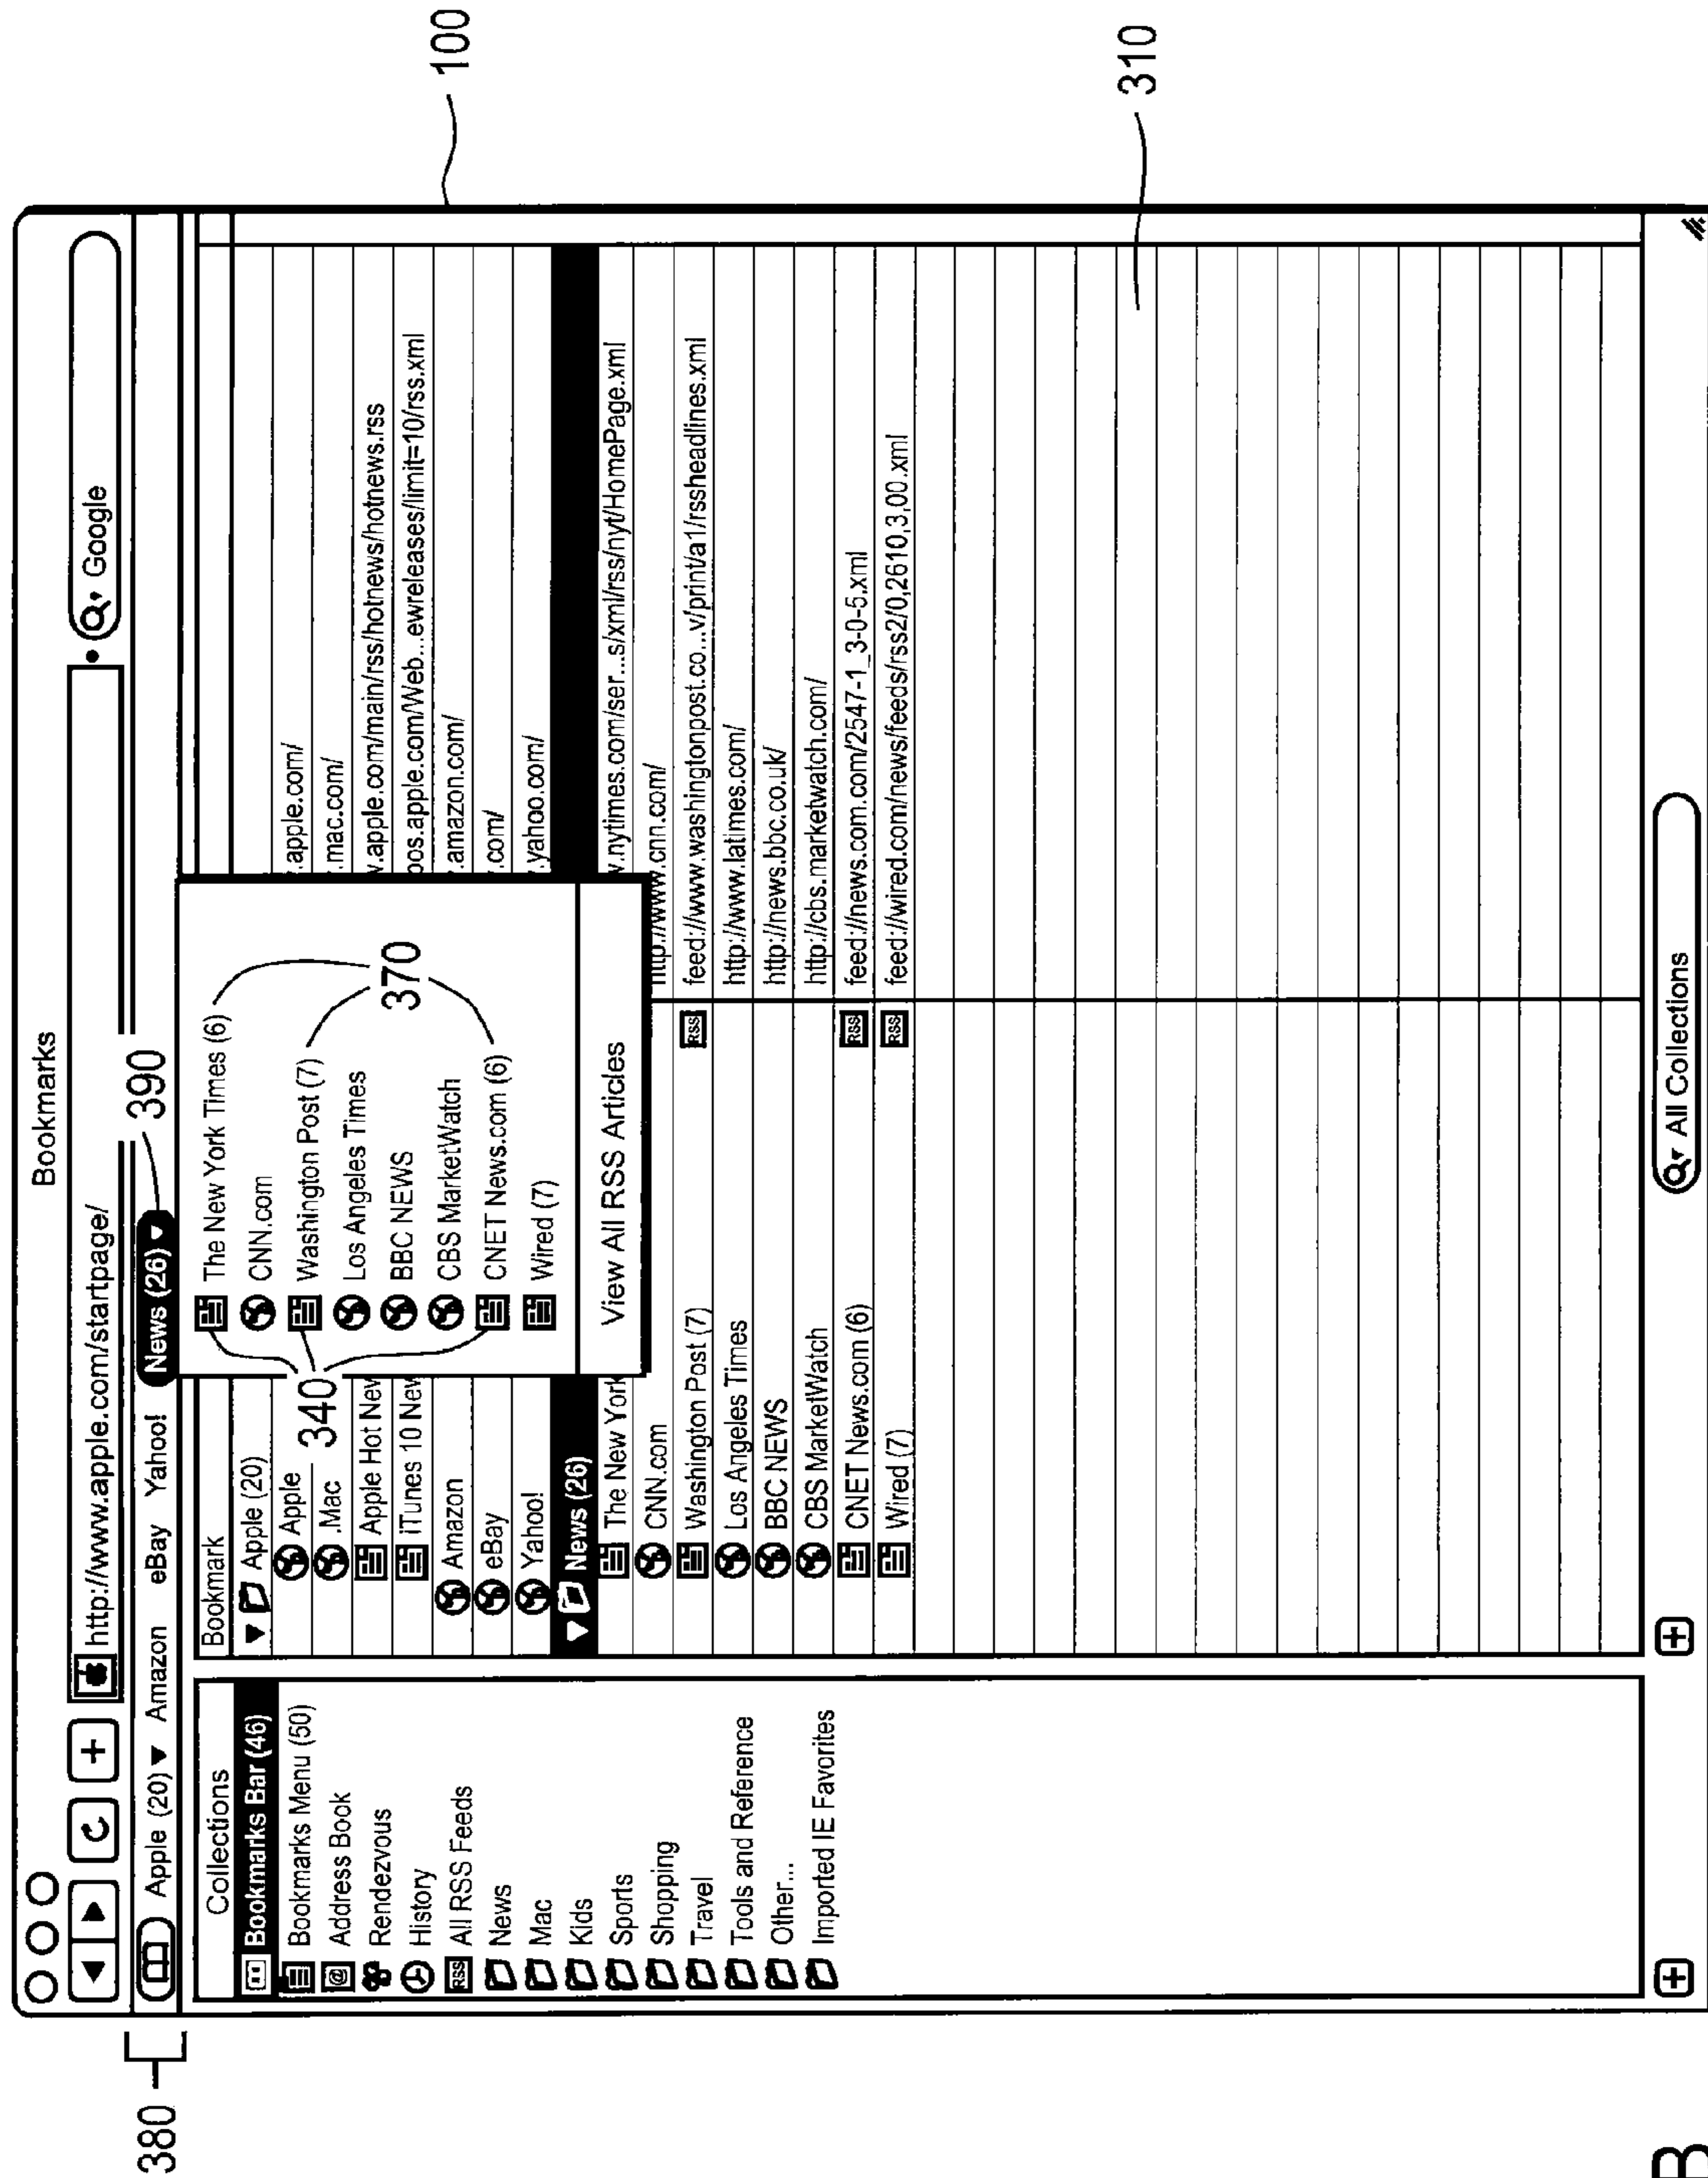 Bookmarks
http://www.apple.com/startpage/
Google
390
380
100
Apple (20) Amazon eBay Yahoo! News (26)
Collections
Bookmarks Bar (46)
Bookmarks Menu (50)
Address Book
Rendezvous
History
RSS All RSS Feeds
News
Mac
Kids
Sports
Shopping
Travel
Tools and Reference
Other...
Imported IE Favorites
Bookmark
Apple (20)
Apple
.apple.com/
.Mac
.mac.com/
Apple Hot New
.apple.com/main/rss/hotnews/hotnews.rss
iTunes 10 New
pos.apple.com/Web...ewreleases/limit=10/rss.xml
Amazon
.amazon.com/
eBay
.com/
Yahoo!
.yahoo.com/
News (26)
The New York
.nytimes.com/ser...s/xml/rss/nyt/HomePage.xml
CNN.com
http://www.cnn.com/
Washington Post (7) RSS
feed://www.washingtonpost.co...v/print/a1/rssheadlines.xml
Los Angeles Times
http://www.latimes.com/
BBC NEWS
http://news.bbc.co.uk/
CBS MarketWatch
http://cbs.marketwatch.com/
CNET News.com (6) RSS
feed://news.com.com/2547-1_3-0-5.xml
Wired (7) RSS
feed://wired.com/news/feeds/rss2/0,2610,3,00.xml
The New York Times (6)
CNN.com
Washington Post (7)
Los Angeles Times
BBC NEWS
CBS MarketWatch
CNET News.com (6)
Wired (7)
View All RSS Articles
340
370
310
All Collections
B